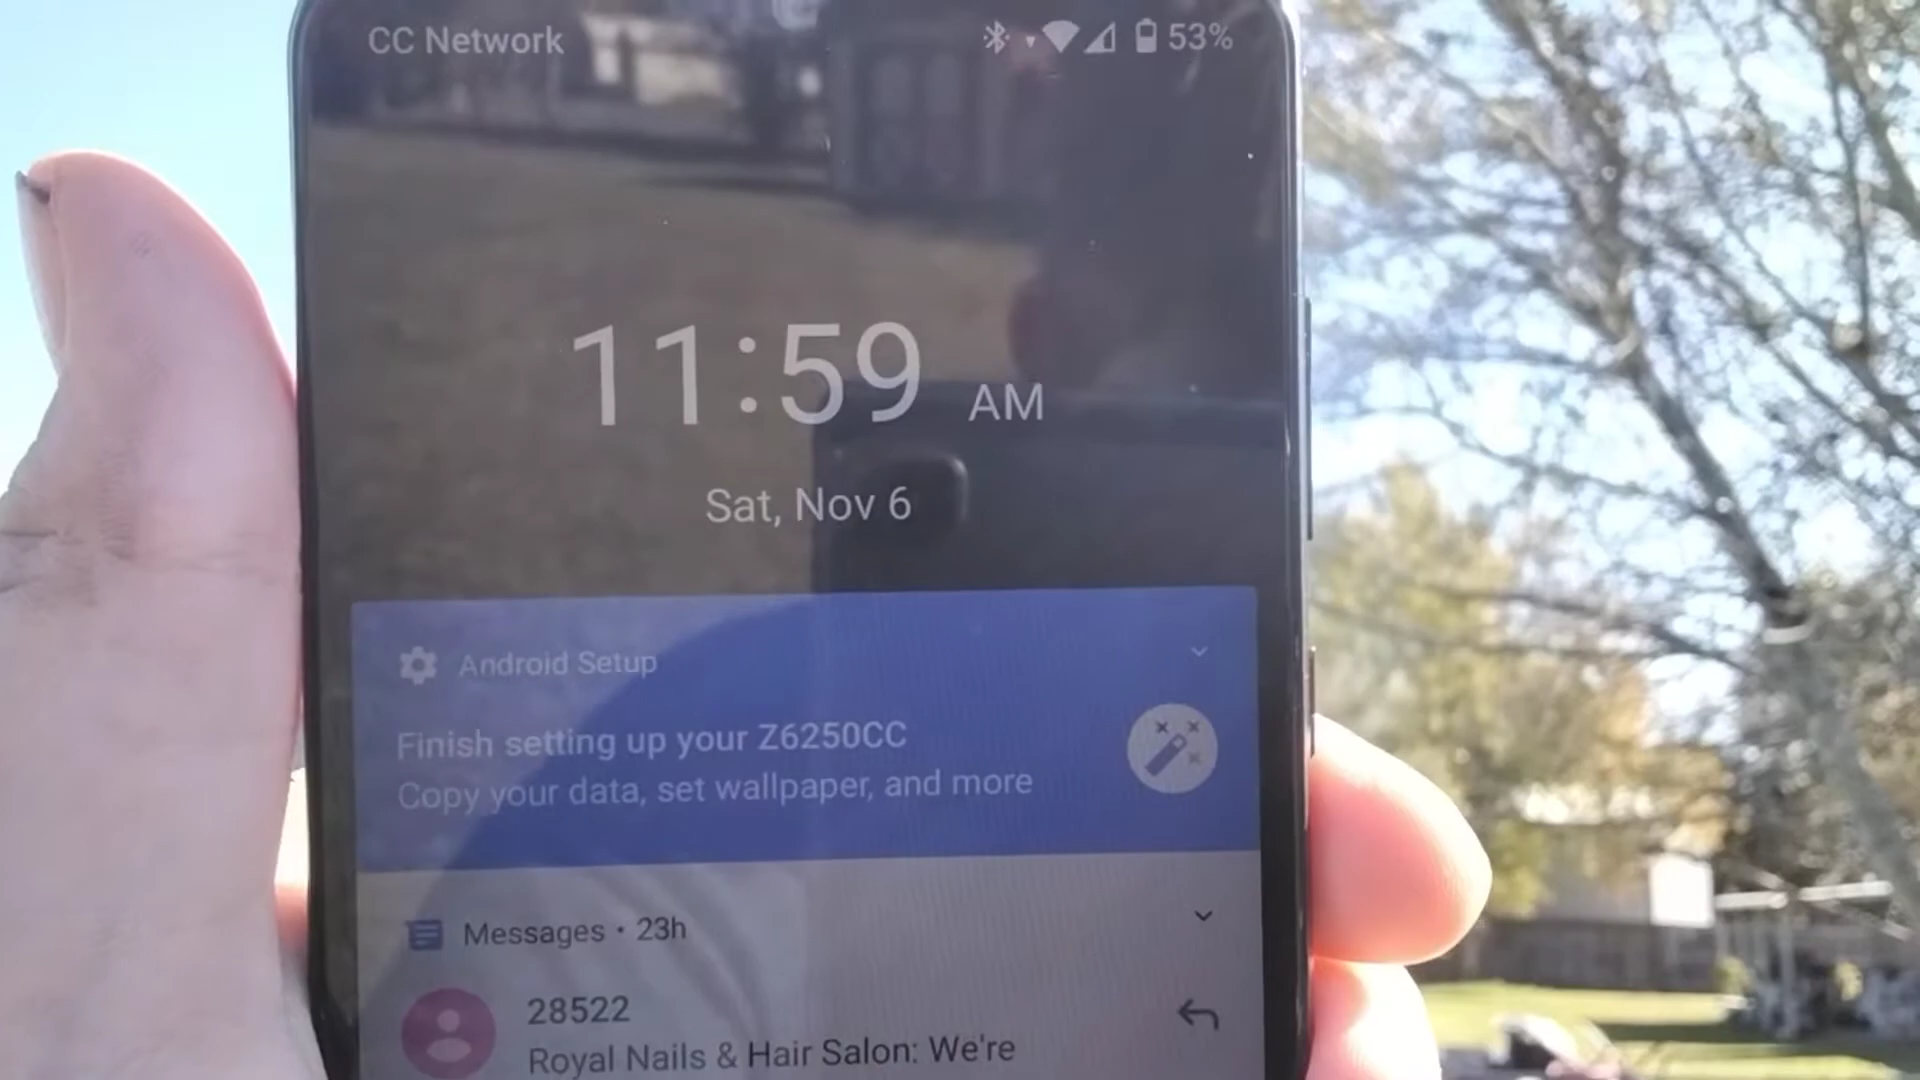 CC Network
53%
11:59 AM
Sat, Nov 6
Android Setup
Finish setting up your Z6250CC
Copy your data, set wallpaper, and more
Messages • 23h
28522
Royal Nails & Hair Salon: We're